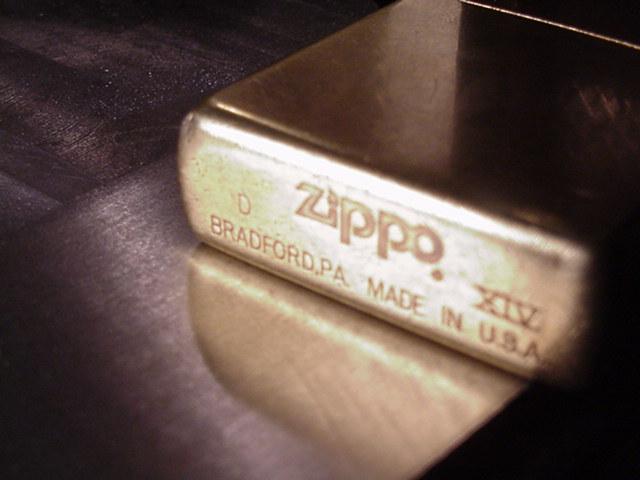 D zippo XIV
BRADFORD,PA. MADE IN U.S.A.